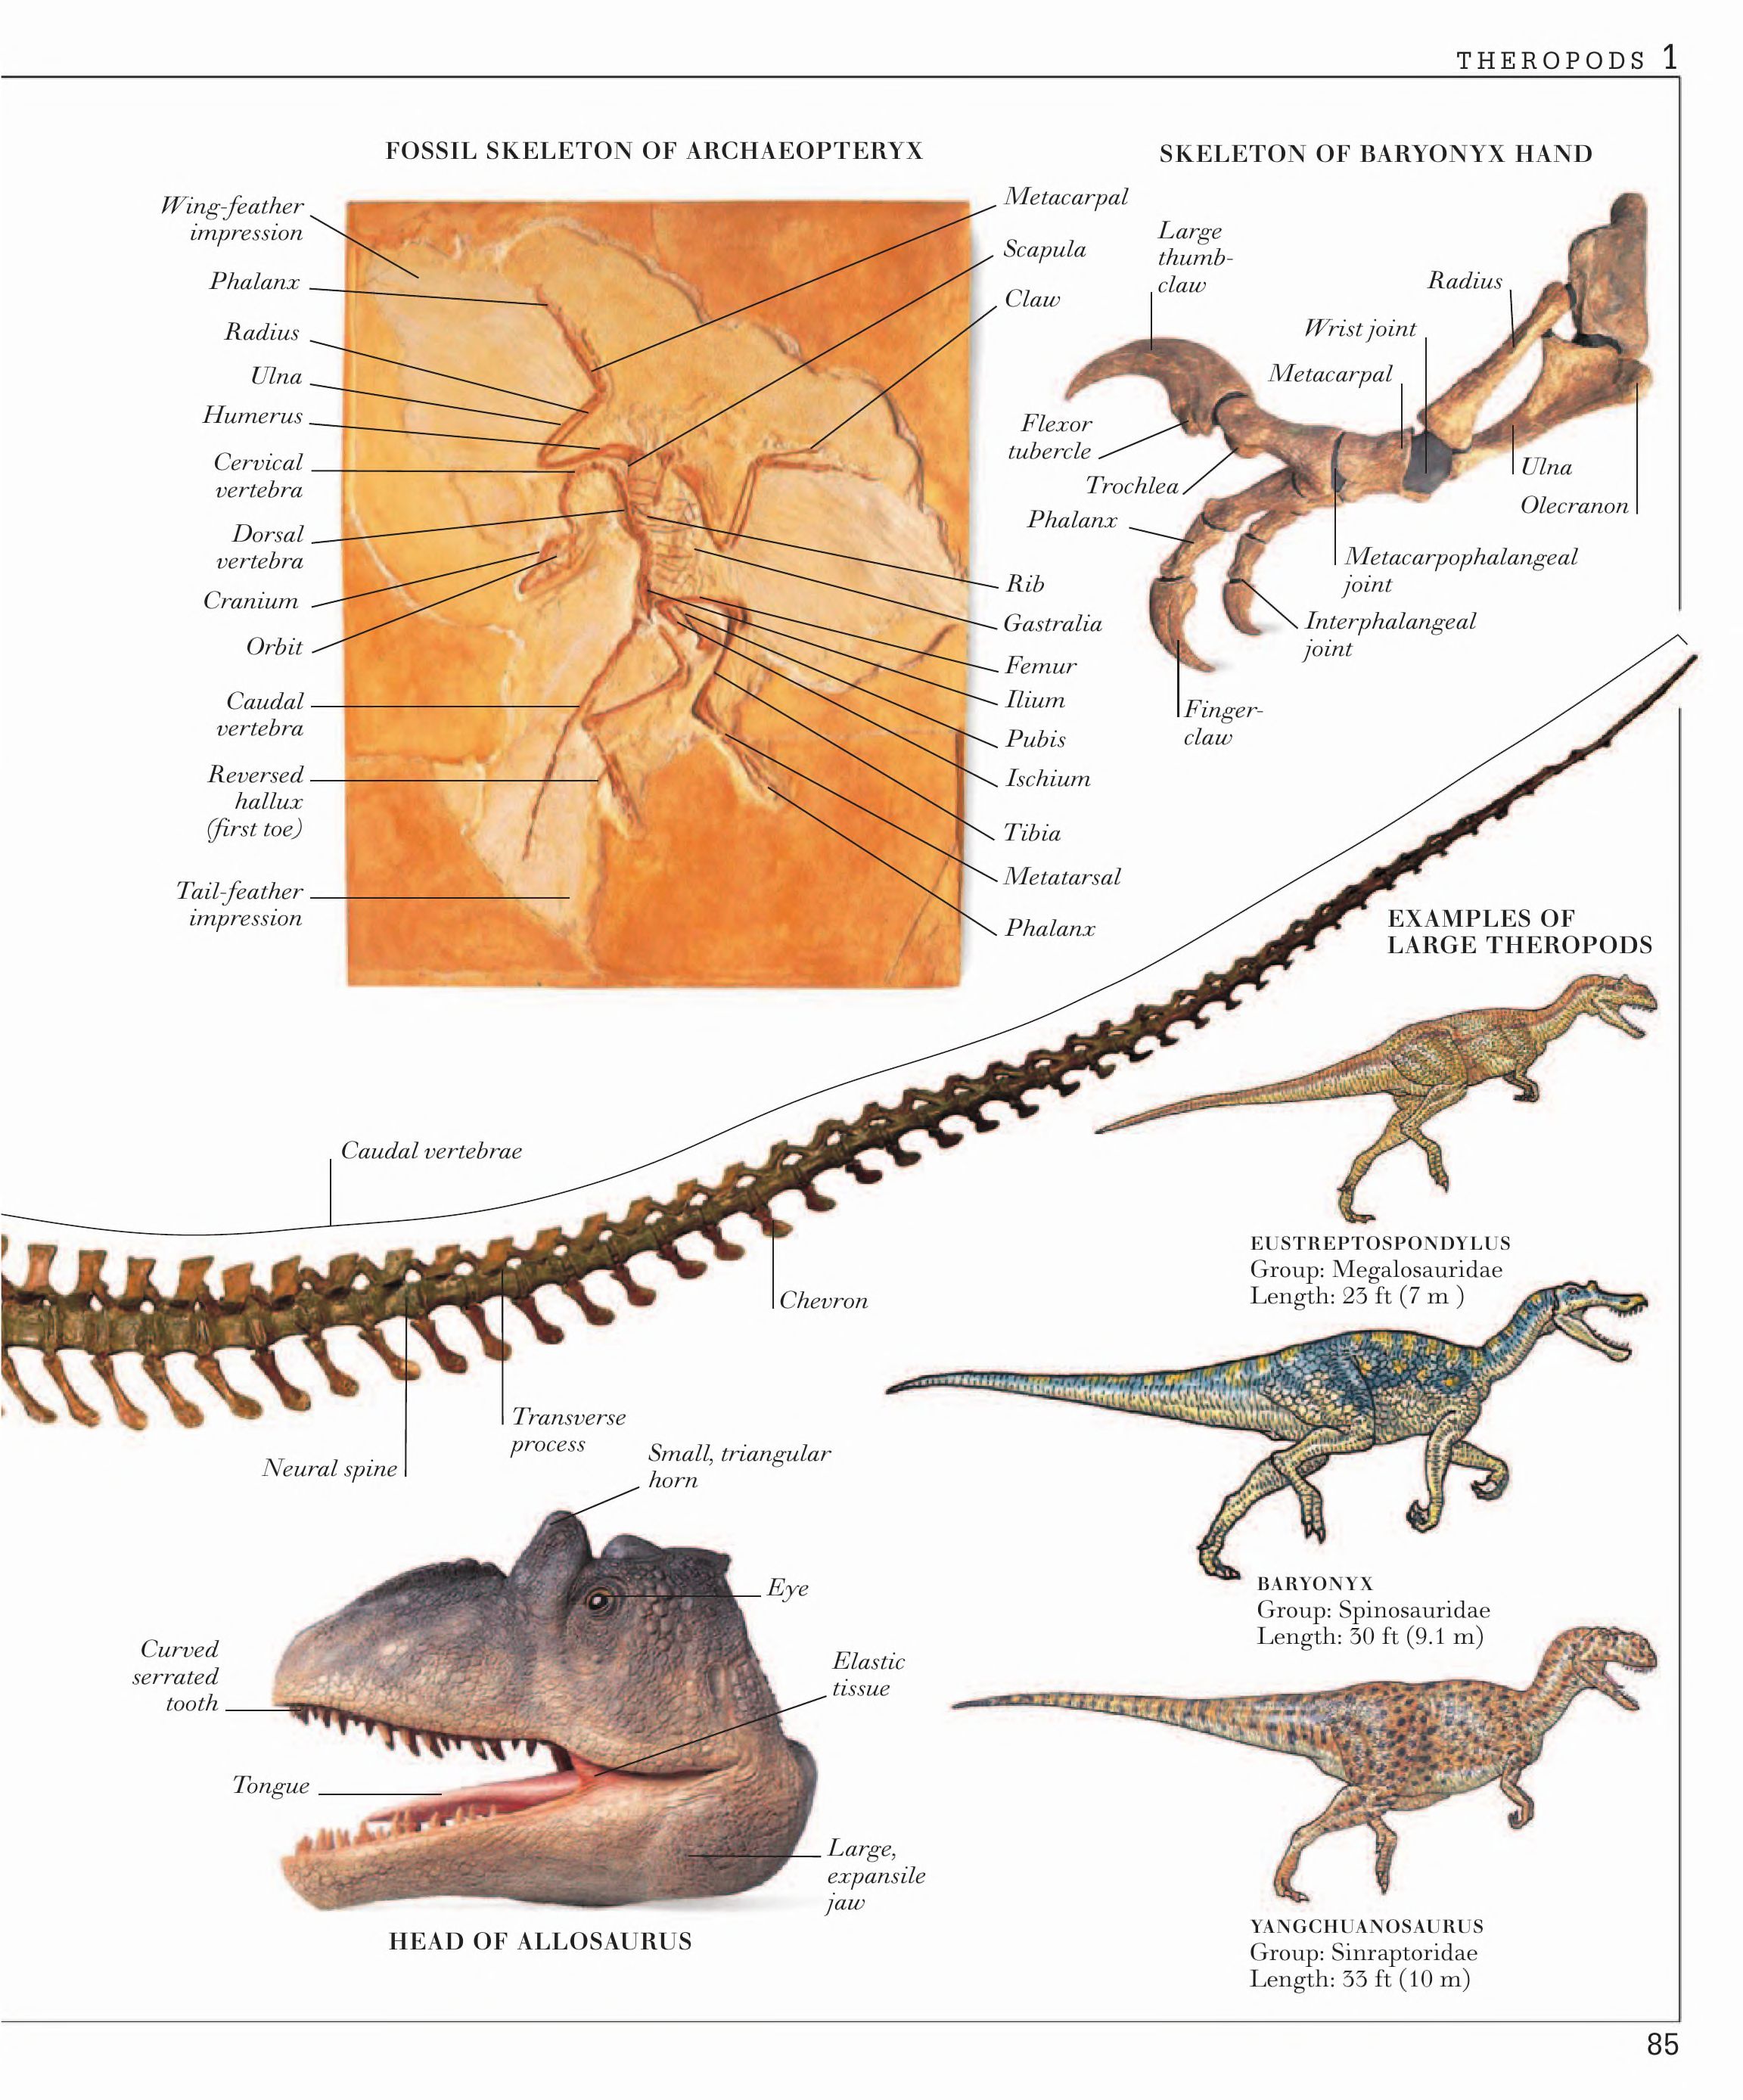 THEROPODS 1
FOSSIL SKELETON OF ARCHAEOPTERYX
Wing-feather
impression
Phalanx
Radius
Ulna
Humerus
Cervical
vertebra
Dorsal
vertebra
Cranium
Orbit
Caudal
vertebra
Reversed
hallux
(first toe)
Tail-feather
impression
Metacarpal
Scapula
Claw
Rib
Gastralia
Femur
Ilium
Pubis
Ischium
Tibia
Metatarsal
Phalanx
SKELETON OF BARYONYX HAND
Large
thumb-
claw
Radius
Wrist joint
Metacarpal
Flexor
tubercle
Trochlea
Phalanx
Ulna
Olecranon
Metacarpophalangeal
joint
Interphalangeal
joint
Finger-
claw
Caudal vertebrae
Chevron
Transverse
process
Neural spine
Small, triangular
horn
Eye
Curved
serrated
tooth
Elastic
tissue
Tongue
Large,
expansile
jaw
HEAD OF ALLOSAURUS
EXAMPLES OF
LARGE THEROPODS
EUSTREPTOSPONDYLUS
Group: Megalosauridae
Length: 23 ft (7 m )
BARYONYX
Group: Spinosauridae
Length: 30 ft (9.1 m)
YANGCHUANOSAURUS
Group: Sinraptoridae
Length: 33 ft (10 m)
85